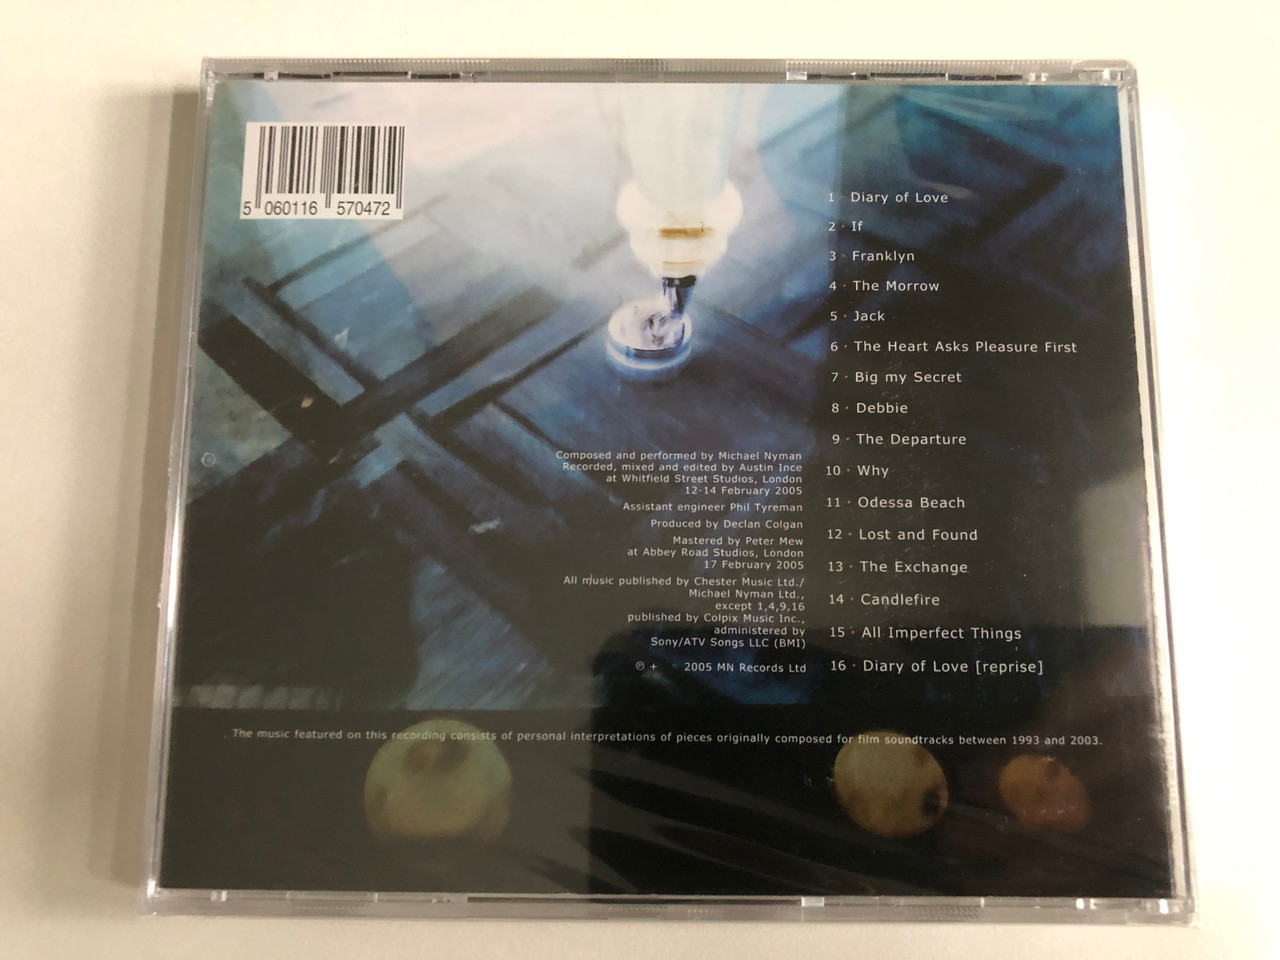 5 060116 570472
1 · Diary of Love
2 · If
3 · Franklyn
4 · The Morrow
5 · Jack
6 · The Heart Asks Pleasure First
7 · Big my Secret
8 · Debbie
9 · The Departure
10 · Why
11 · Odessa Beach
12 · Lost and Found
13 · The Exchange
14 · Candlefire
15 · All Imperfect Things
16 · Diary of Love [reprise]
Composed and performed by Michael Nyman
Recorded, mixed and edited by Austin Ince
at Whitfield Street Studios, London
12-14 February 2005
Assistant engineer Phil Tyreman
Produced by Declan Colgan
Mastered by Peter Mew
at Abbey Road Studios, London
17 February 2005
All music published by Chester Music Ltd./
Michael Nyman Ltd.,
except 1,4,9,16
published by Colpix Music Inc.,
administered by
Sony/ATV Songs LLC (BMI)
℗ + 2005 MN Records Ltd
The music featured on this recording consists of personal interpretations of pieces originally composed for film soundtracks between 1993 and 2003.